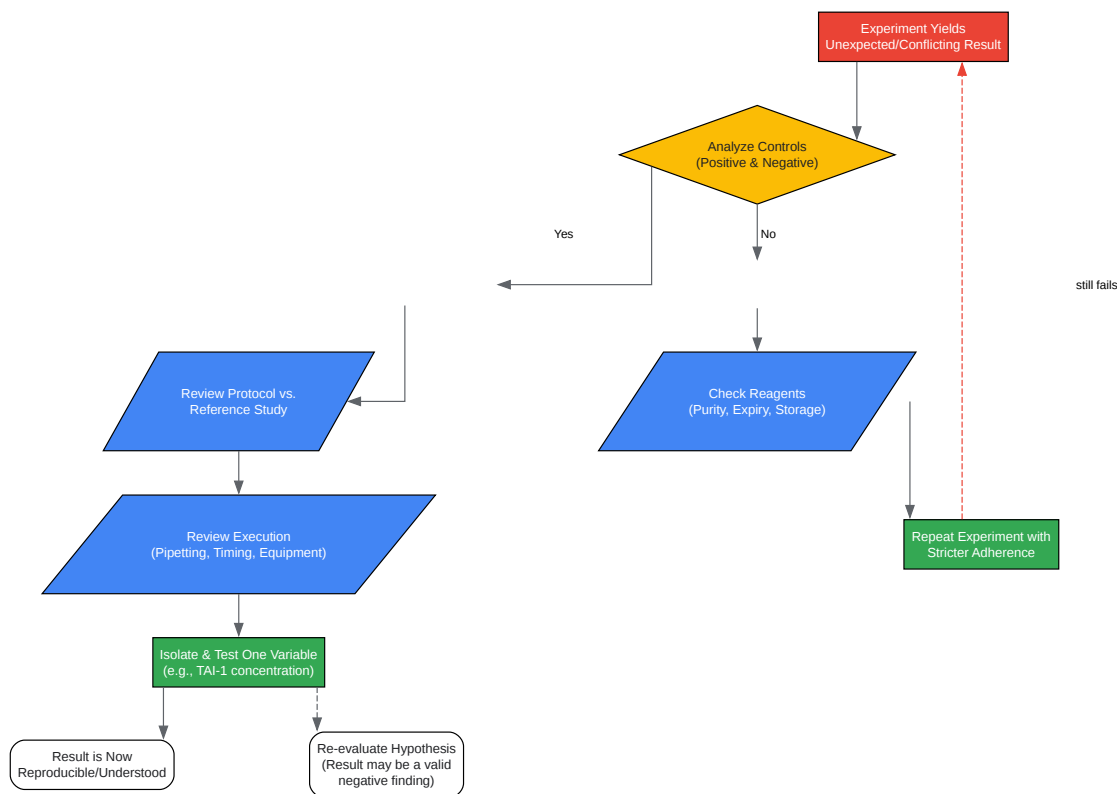 Experiment Yields
Unexpected/Conflicting Result
Analyze Controls
(Positive & Negative)
Yes
No
still fails
Review Protocol vs.
Reference Study
Check Reagents
(Purity, Expiry, Storage)
Review Execution
(Pipetting, Timing, Equipment)
Repeat Experiment with
Stricter Adherence
Isolate & Test One Variable
(e.g., TAI-1 concentration)
Result is Now
Reproducible/Understood
Re-evaluate Hypothesis
(Result may be a valid
negative finding)